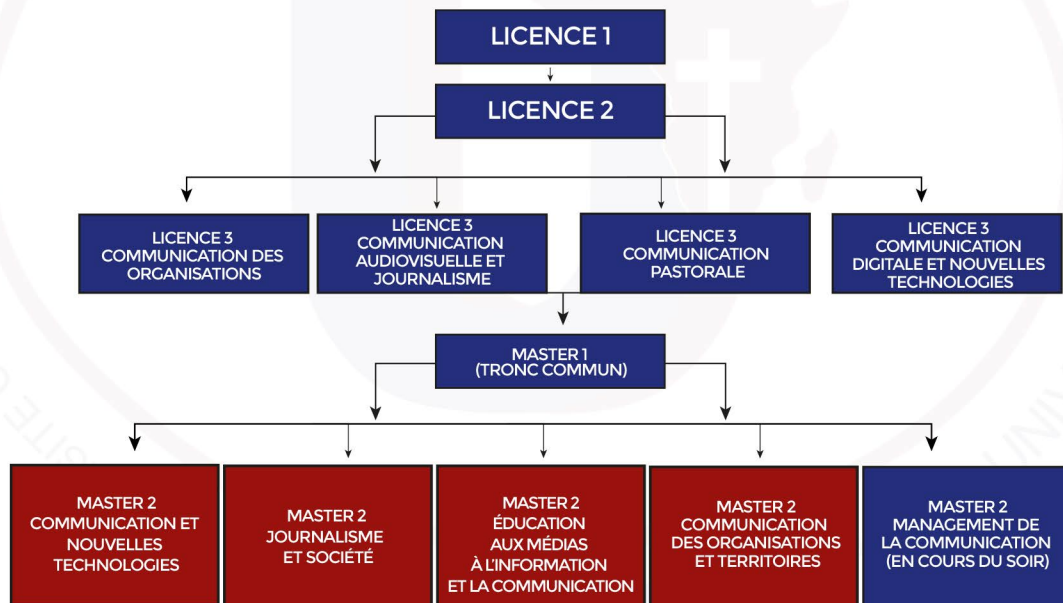 LICENCE 1
LICENCE 2
LICENCE 3
COMMUNICATION DES
ORGANISATIONS
LICENCE 3
COMMUNICATION
AUDIOVISUELLE ET
JOURNALISME
LICENCE 3
COMMUNICATION
PASTORALE
LICENCE 3
COMMUNICATION
DIGITALE ET NOUVELLES
TECHNOLOGIES
MASTER 1
(TRONC COMMUN)
MASTER 2
COMMUNICATION ET
NOUVELLES
TECHNOLOGIES
MASTER 2
JOURNALISME
ET SOCIÉTÉ
MASTER 2
ÉDUCATION
AUX MÉDIAS
À L'INFORMATION
ET LA COMMUNICATION
MASTER 2
COMMUNICATION
DES ORGANISATIONS
ET TERRITOIRES
MASTER 2
MANAGEMENT DE
LA COMMUNICATION
(EN COURS DU SOIR)